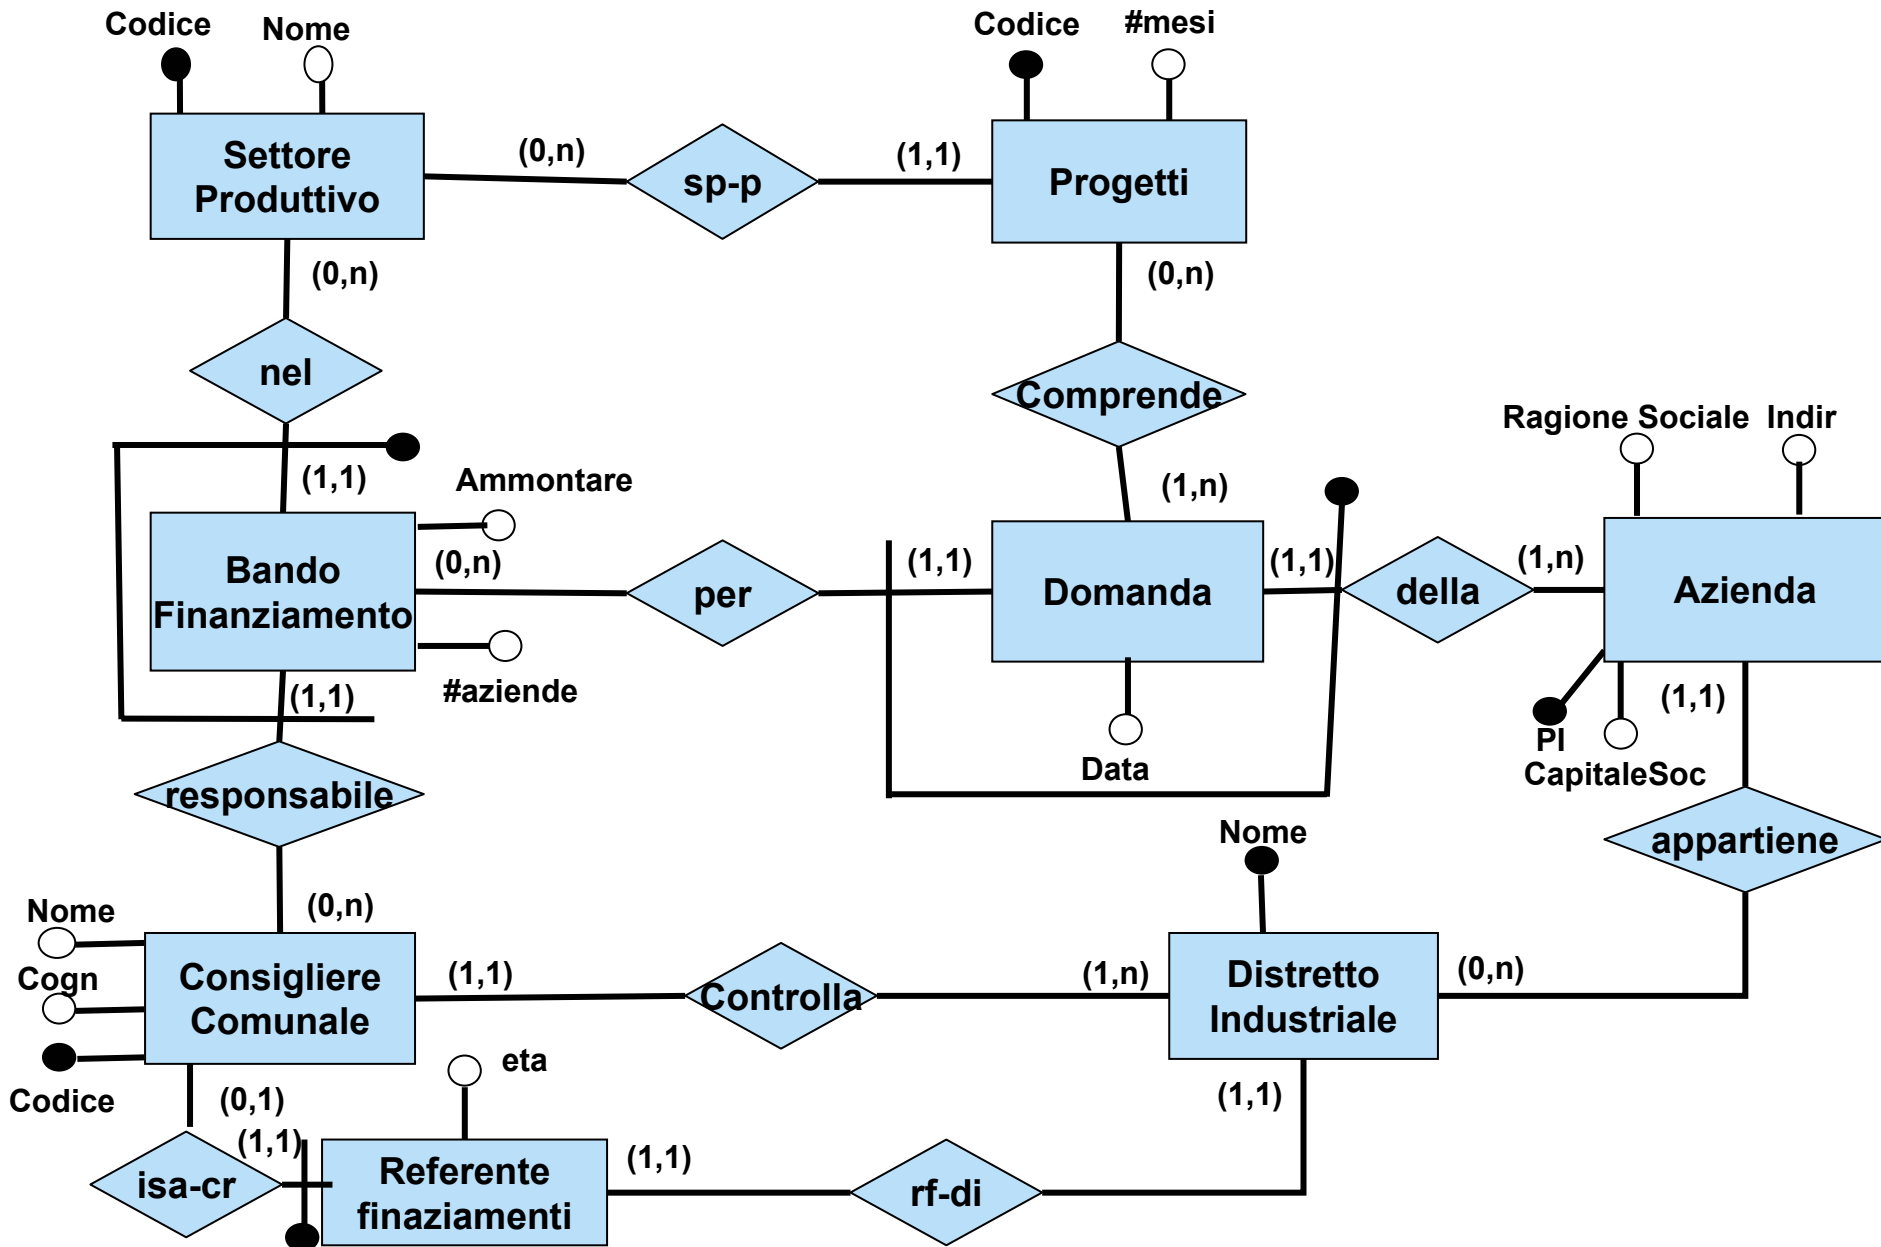 Codice
Nome
Codice
#mesi
Settore
Produttivo
(0,n)
sp-p
(1,1)
Progetti
(0,n)
(0,n)
nel
Comprende
(1,1)
Ammontare
(1,n)
Ragione Sociale
Indir
Bando
Finanziamento
(0,n)
per
(1,1)
Domanda
(1,1)
della
(1,n)
Azienda
#aziende
(1,1)
Data
(1,1)
PI
CapitaleSoc
responsabile
Nome
appartiene
(0,n)
Nome
Cogn
Codice
Consigliere
Comunale
(1,1)
Controlla
(1,n)
Distretto
Industriale
(0,n)
(0,1)
eta
(1,1)
(1,1)
isa-cr
Referente
finaziamenti
(1,1)
rf-di